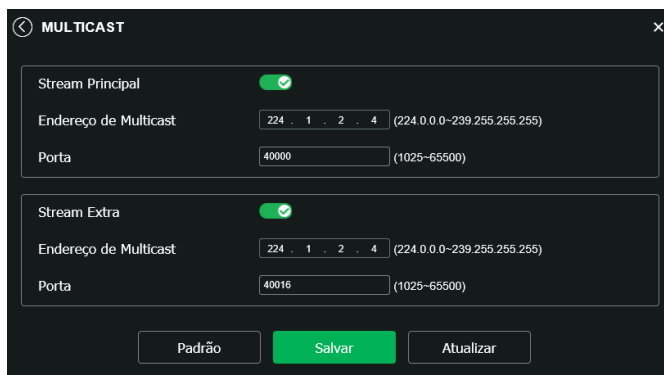 MULTICAST
Stream Principal
Endereço de Multicast 224 . 1 . 2 . 4 (224.0.0.0~239.255.255.255)
Porta 40000 (1025~65500)
Stream Extra
Endereço de Multicast 224 . 1 . 2 . 4 (224.0.0.0~239.255.255.255)
Porta 40016 (1025~65500)
Padrão Salvar Atualizar